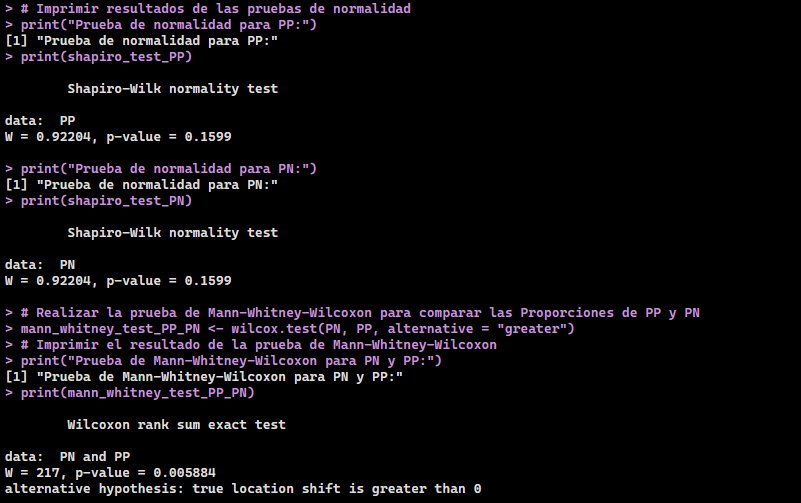 > # Imprimir resultados de las pruebas de normalidad
> print("Prueba de normalidad para PP:")
[1] "Prueba de normalidad para PP:"
> print(shapiro_test_PP)
Shapiro-Wilk normality test
data:  PP
W = 0.92204, p-value = 0.1599
> print("Prueba de normalidad para PN:")
[1] "Prueba de normalidad para PN:"
> print(shapiro_test_PN)
Shapiro-Wilk normality test
data:  PN
W = 0.92204, p-value = 0.1599
> # Realizar la prueba de Mann-Whitney-Wilcoxon para comparar las Proporciones de PP y PN
> mann_whitney_test_PP_PN <- wilcox.test(PN, PP, alternative = "greater")
> # Imprimir el resultado de la prueba de Mann-Whitney-Wilcoxon
> print("Prueba de Mann-Whitney-Wilcoxon para PN y PP:")
[1] "Prueba de Mann-Whitney-Wilcoxon para PN y PP:"
> print(mann_whitney_test_PP_PN)
Wilcoxon rank sum exact test
data:  PN and PP
W = 217, p-value = 0.005884
alternative hypothesis: true location shift is greater than 0